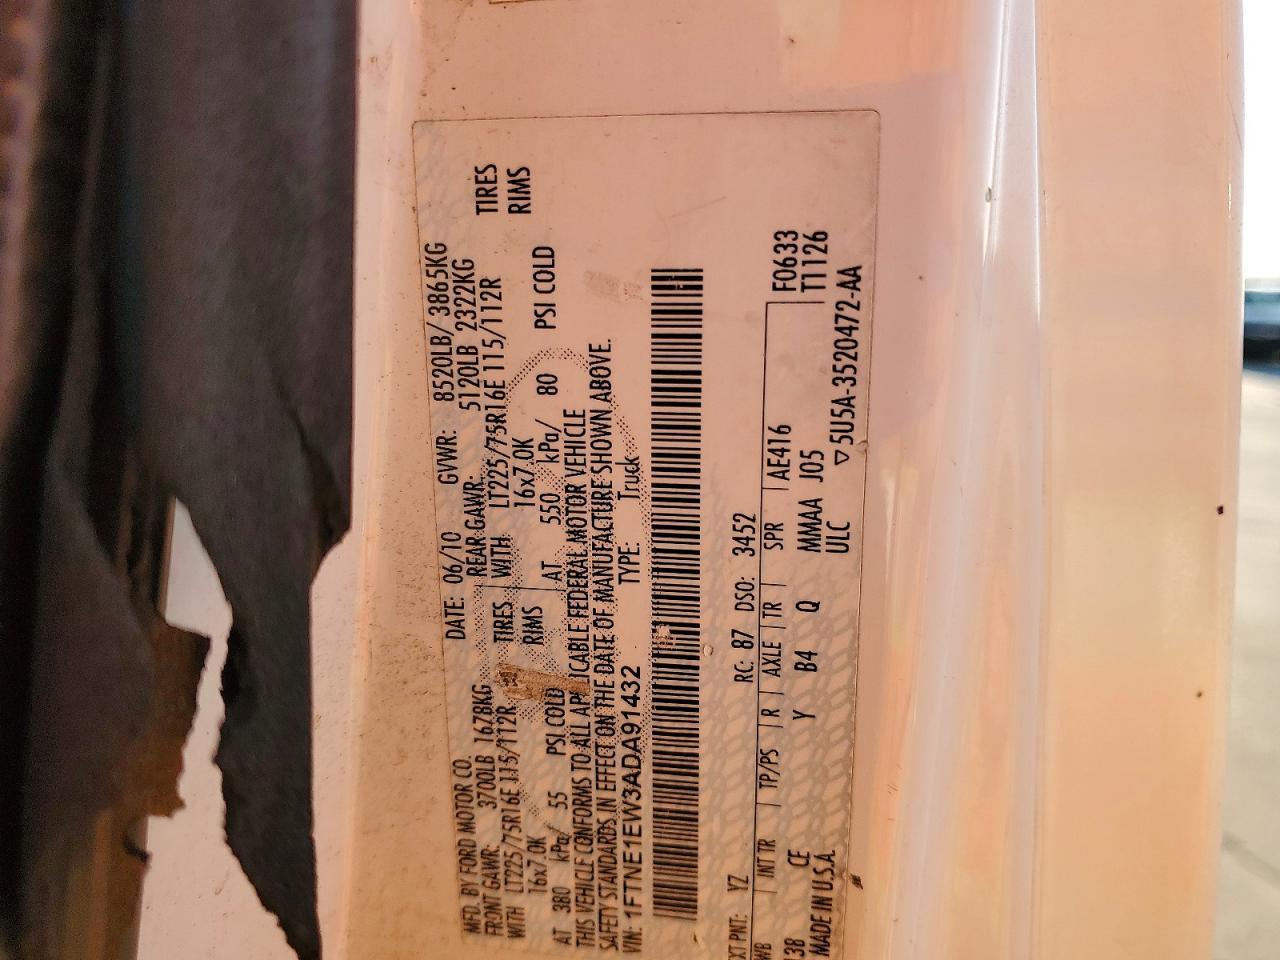 MFD. BY FORD MOTOR CO. DATE: 06/10 GVWR: 8520LB/ 3865KG
FRONT GAWR: 3700LB 1678KG REAR GAWR: 5120LB 2322KG
WITH LT225/75R16E 115/112R TIRES WITH LT225/75R16E 115/112R TIRES
16x7.0K RIMS 16x7.0K RIMS
AT 380 kPa/ 55 PSI COLD AT 550 kPa/ 80 PSI COLD
THIS VEHICLE CONFORMS TO ALL APPLICABLE FEDERAL MOTOR VEHICLE
SAFETY STANDARDS IN EFFECT ON THE DATE OF MANUFACTURE SHOWN ABOVE.
VIN: 1FTNE1EW3ADA91432 TYPE: Truck
XT PNT: YZ RC: 87 DSO: 3452 F0633
WB INT TR TP/PS R AXLE TR SPR AE416 T1126
138 CE Y B4 Q MMAA J05
MADE IN U.S.A. ULC ▽5U5A-3520472-AA